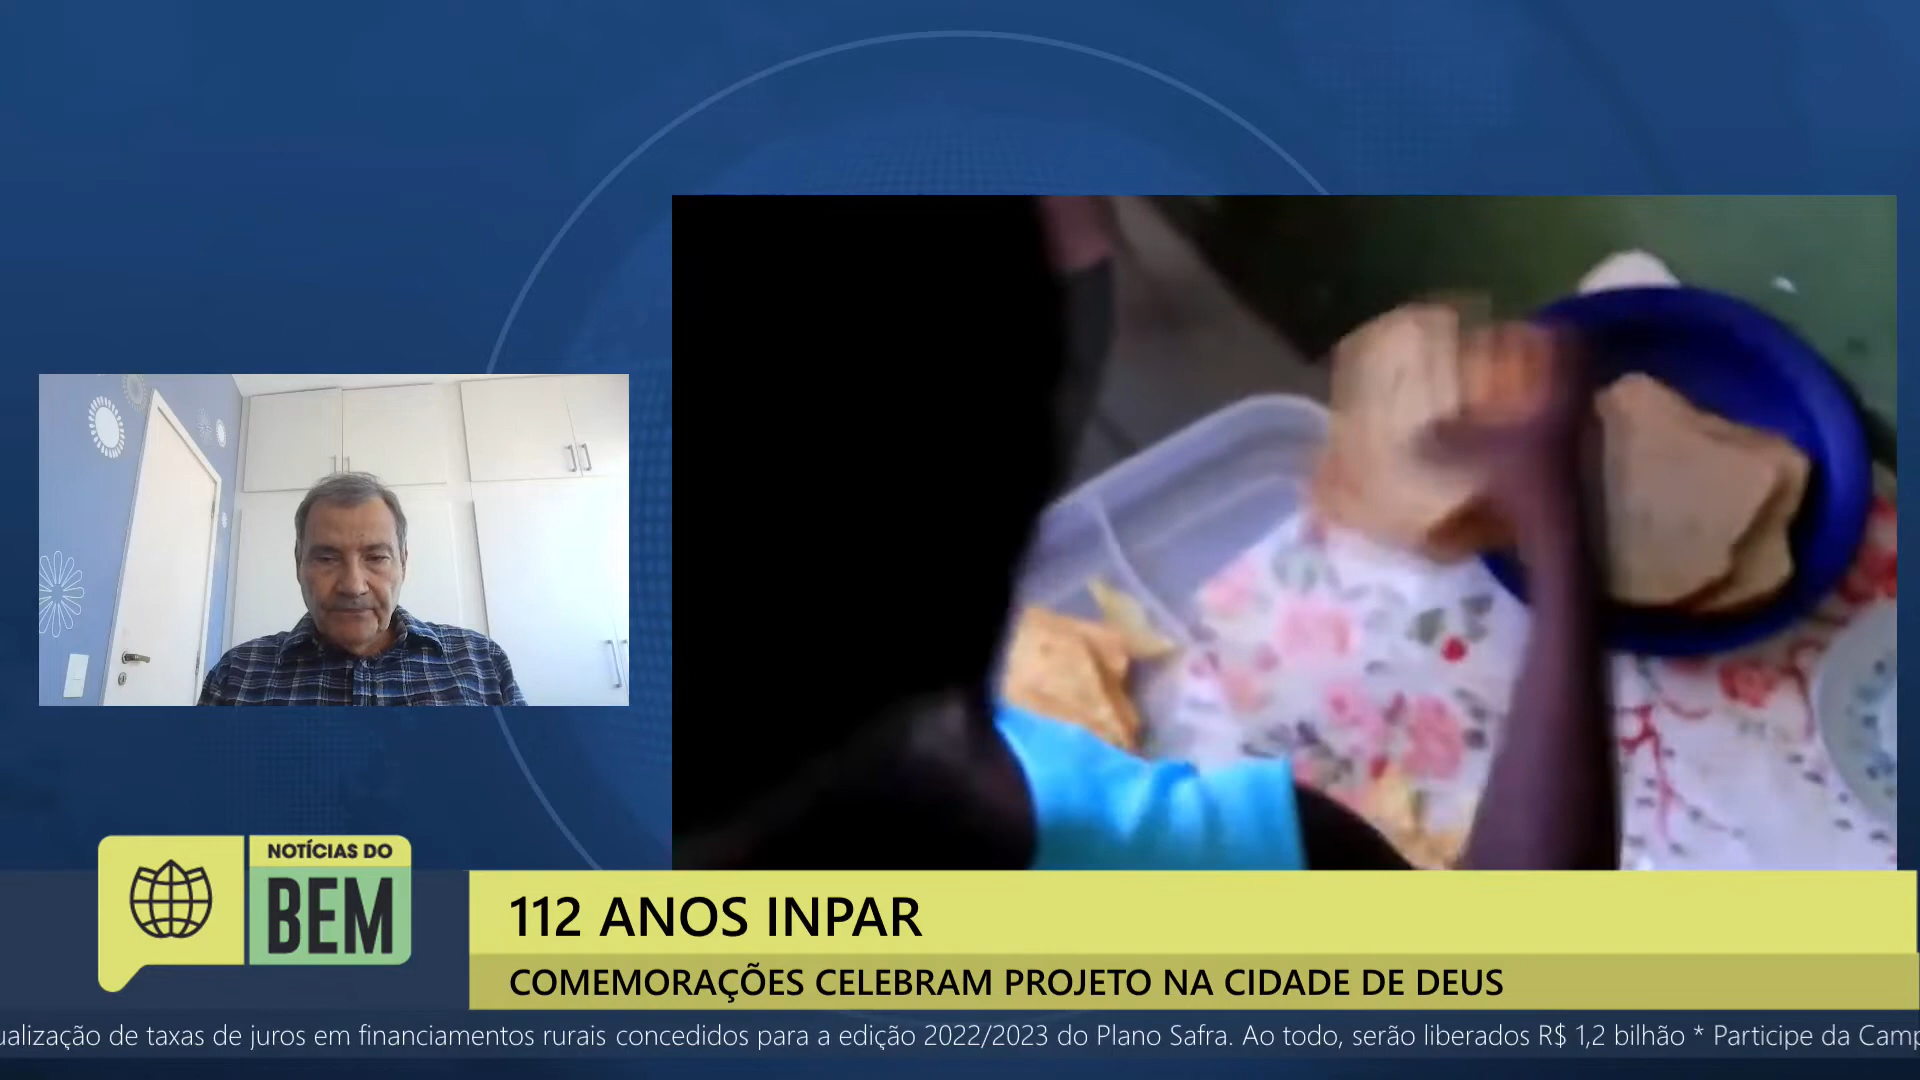 NOTÍCIAS DO
BEM
112 ANOS INPAR
COMEMORAÇÕES CELEBRAM PROJETO NA CIDADE DE DEUS
ualização de taxas de juros em financiamentos rurais concedidos para a edição 2022/2023 do Plano Safra. Ao todo, serão liberados R$ 1,2 bilhão * Participe da Camp